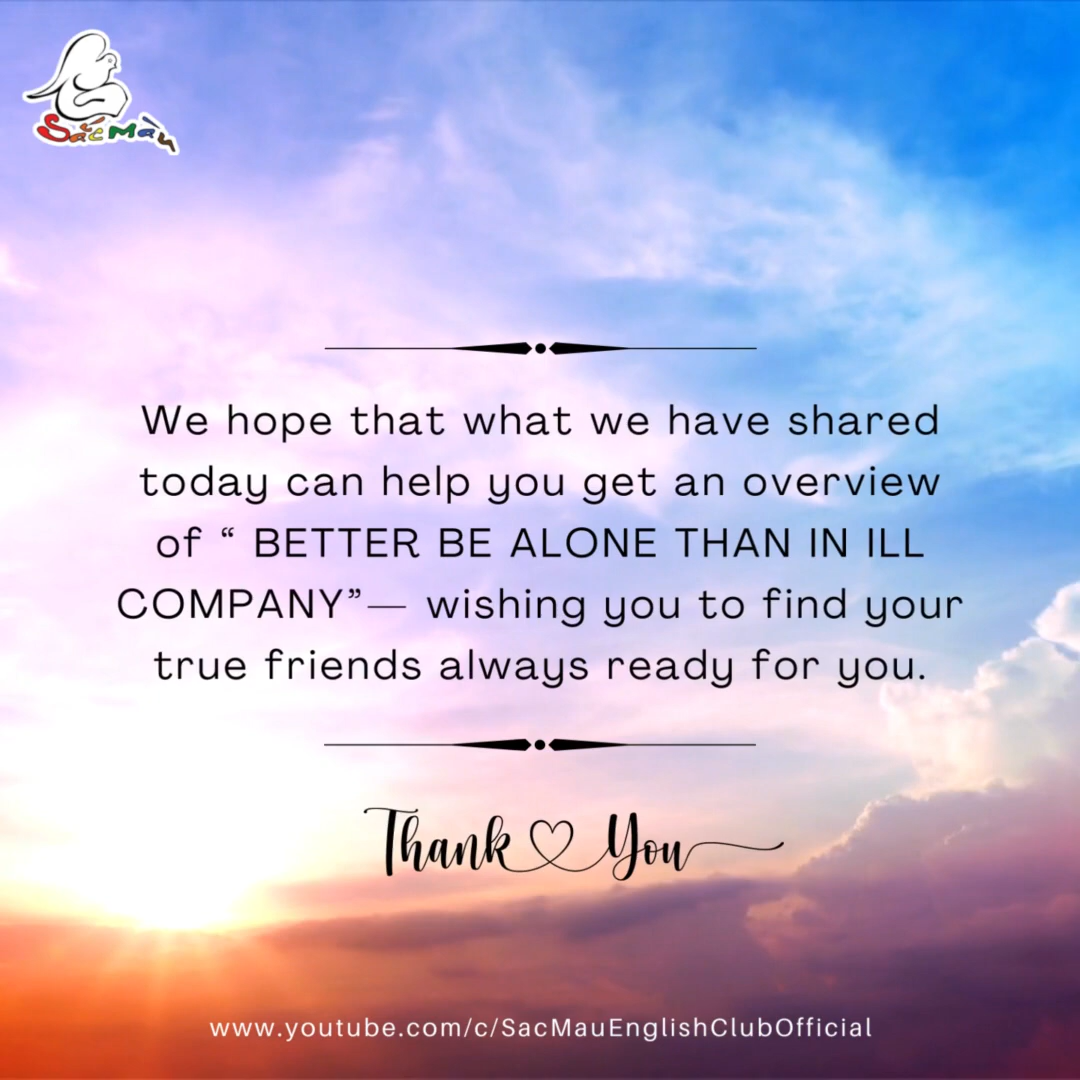 Sắc Màu
We hope that what we have shared
today can help you get an overview
of “ BETTER BE ALONE THAN IN ILL
COMPANY”— wishing you to find your
true friends always ready for you.
Thank You
www.youtube.com/c/SacMauEnglishClubOfficial